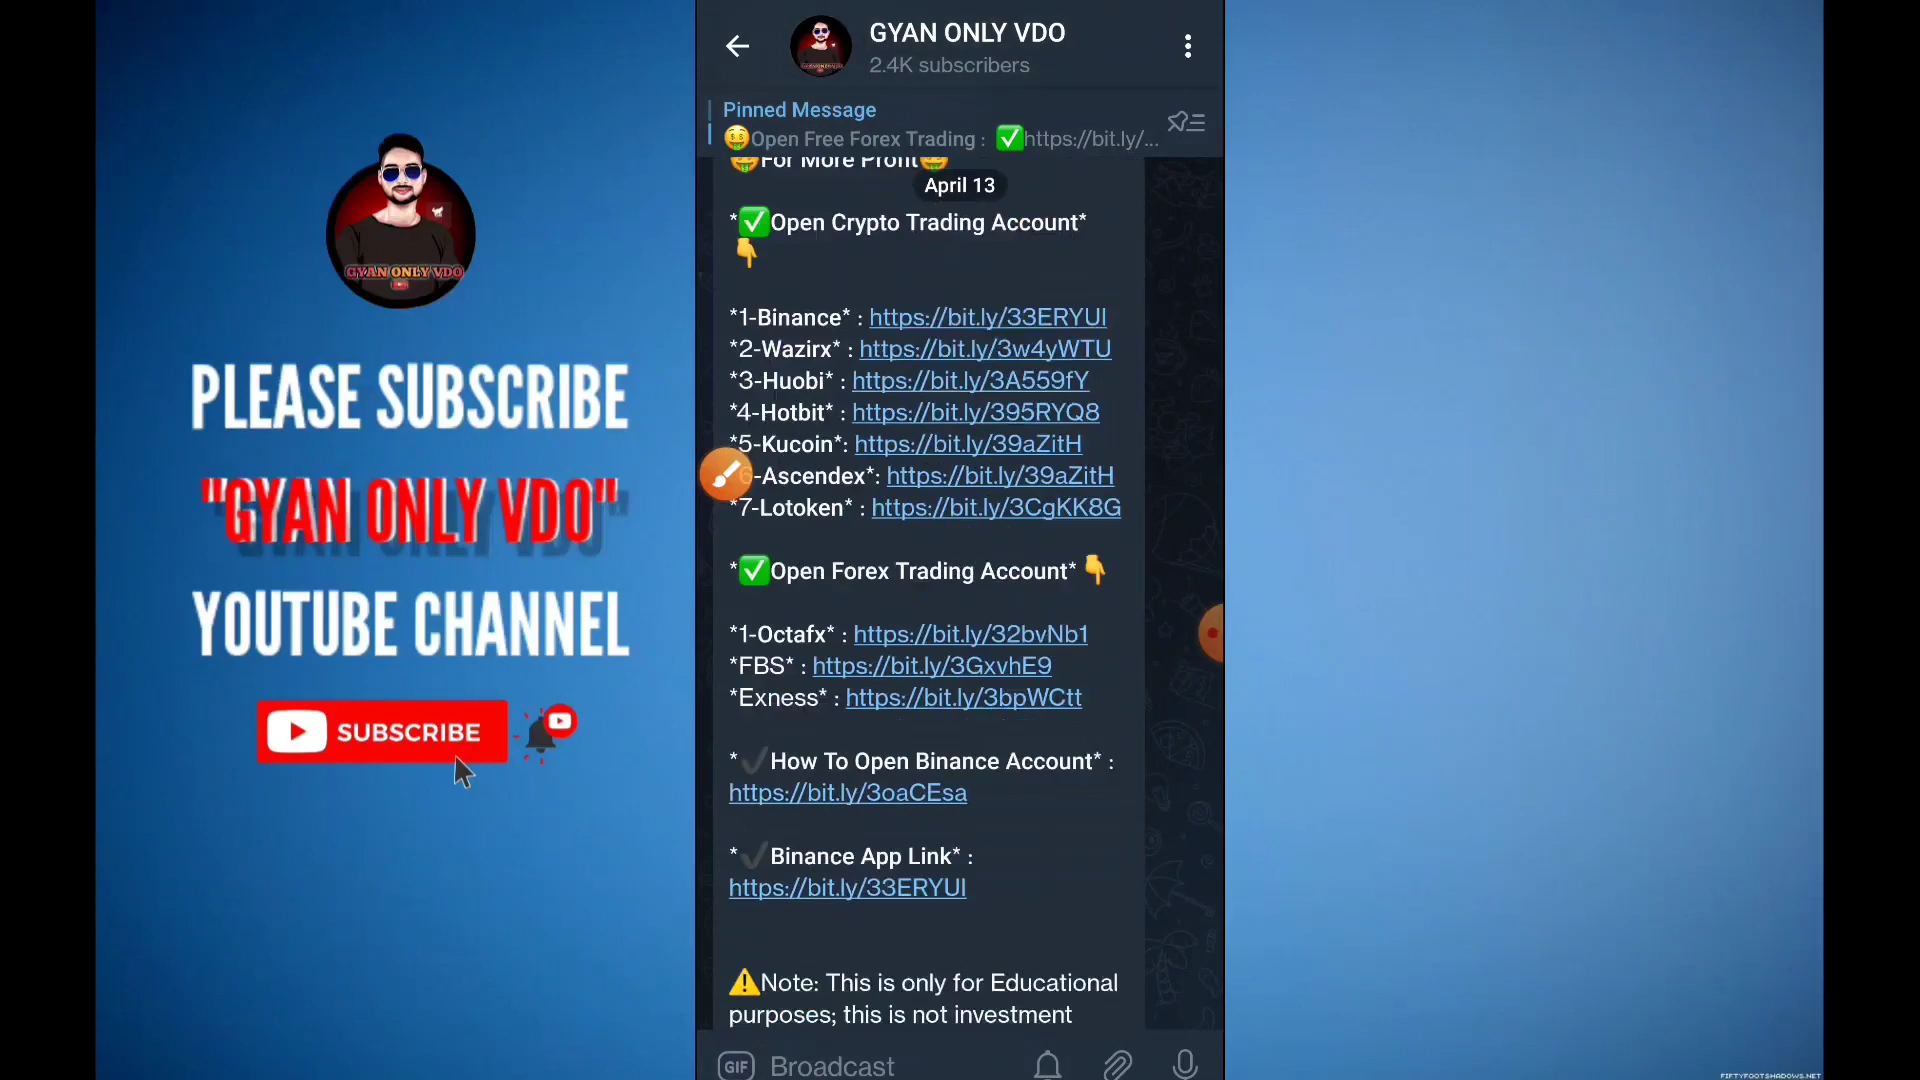 GYAN ONLY VDO
PLEASE SUBSCRIBE
"GYAN ONLY VDO"
YOUTUBE CHANNEL
SUBSCRIBE
GYAN ONLY VDO
2.4K subscribers
Pinned Message
🤑Open Free Forex Trading : ✅https://bit.ly/...
🤑For More Profit🤑
April 13
*✅Open Crypto Trading Account*
👇
*1-Binance* : https://bit.ly/33ERYUI
*2-Wazirx* : https://bit.ly/3w4yWTU
*3-Huobi* : https://bit.ly/3A559fY
*4-Hotbit* : https://bit.ly/395RYQ8
*5-Kucoin*: https://bit.ly/39aZitH
6-Ascendex*: https://bit.ly/39aZitH
*7-Lotoken* : https://bit.ly/3CgKK8G
*✅Open Forex Trading Account*👇
*1-Octafx* : https://bit.ly/32bvNb1
*FBS* : https://bit.ly/3GxvhE9
*Exness* : https://bit.ly/3bpWCtt
*✔️How To Open Binance Account* :
https://bit.ly/3oaCEsa
*✔️Binance App Link* :
https://bit.ly/33ERYUI
⚠️Note: This is only for Educational
purposes; this is not investment
GIF Broadcast
FIFTYFOOTSHADOWS.NET